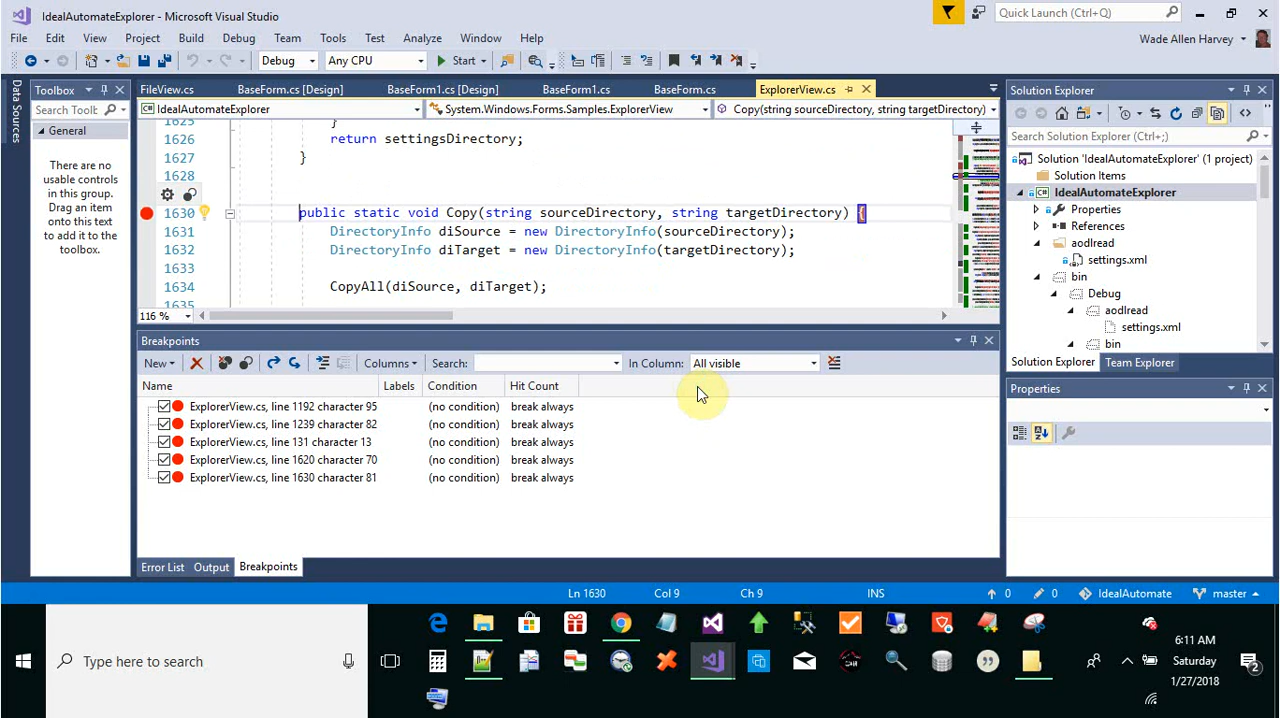 IdealAutomateExplorer - Microsoft Visual Studio
Quick Launch (Ctrl+Q)
File Edit View Project Build Debug Team Tools Test Analyze Window Help
Wade Allen Harvey
Debug Any CPU Start
Data Sources
Toolbox
Search Toolb
General
There are no
usable controls
in this group.
Drag an item
onto this text
to add it to the
toolbox.
FileView.cs BaseForm.cs [Design] BaseForm1.cs [Design] BaseForm1.cs BaseForm.cs ExplorerView.cs
IdealAutomateExplorer System.Windows.Forms.Samples.ExplorerView Copy(string sourceDirectory, string targetDirectory)
1625 }
1626 return settingsDirectory;
1627 }
1628
1630 public static void Copy(string sourceDirectory, string targetDirectory) {
1631 DirectoryInfo diSource = new DirectoryInfo(sourceDirectory);
1632 DirectoryInfo diTarget = new DirectoryInfo(targetDirectory);
1633
1634 CopyAll(diSource, diTarget);
1635
116 %
Breakpoints
New Columns Search: In Column: All visible
Name Labels Condition Hit Count
ExplorerView.cs, line 1192 character 95 (no condition) break always
ExplorerView.cs, line 1239 character 82 (no condition) break always
ExplorerView.cs, line 131 character 13 (no condition) break always
ExplorerView.cs, line 1620 character 70 (no condition) break always
ExplorerView.cs, line 1630 character 81 (no condition) break always
Error List Output Breakpoints
Solution Explorer
Search Solution Explorer (Ctrl+;)
Solution 'IdealAutomateExplorer' (1 project)
Solution Items
IdealAutomateExplorer
Properties
References
aodlread
settings.xml
bin
Debug
aodlread
settings.xml
bin
Solution Explorer Team Explorer
Properties
Ln 1630 Col 9 Ch 9 INS 0 0 IdealAutomate master
Type here to search
6:11 AM
Saturday
1/27/2018
2